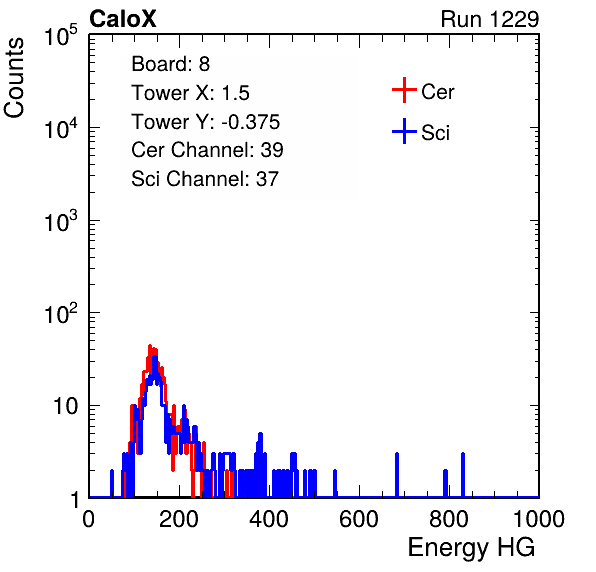 CaloX Run 1229
Counts
10^5
10^4
10^3
10^2
10
1
Board: 8
Tower X: 1.5
Tower Y: -0.375
Cer Channel: 39
Sci Channel: 37
Cer
Sci
0 200 400 600 800 1000
Energy HG